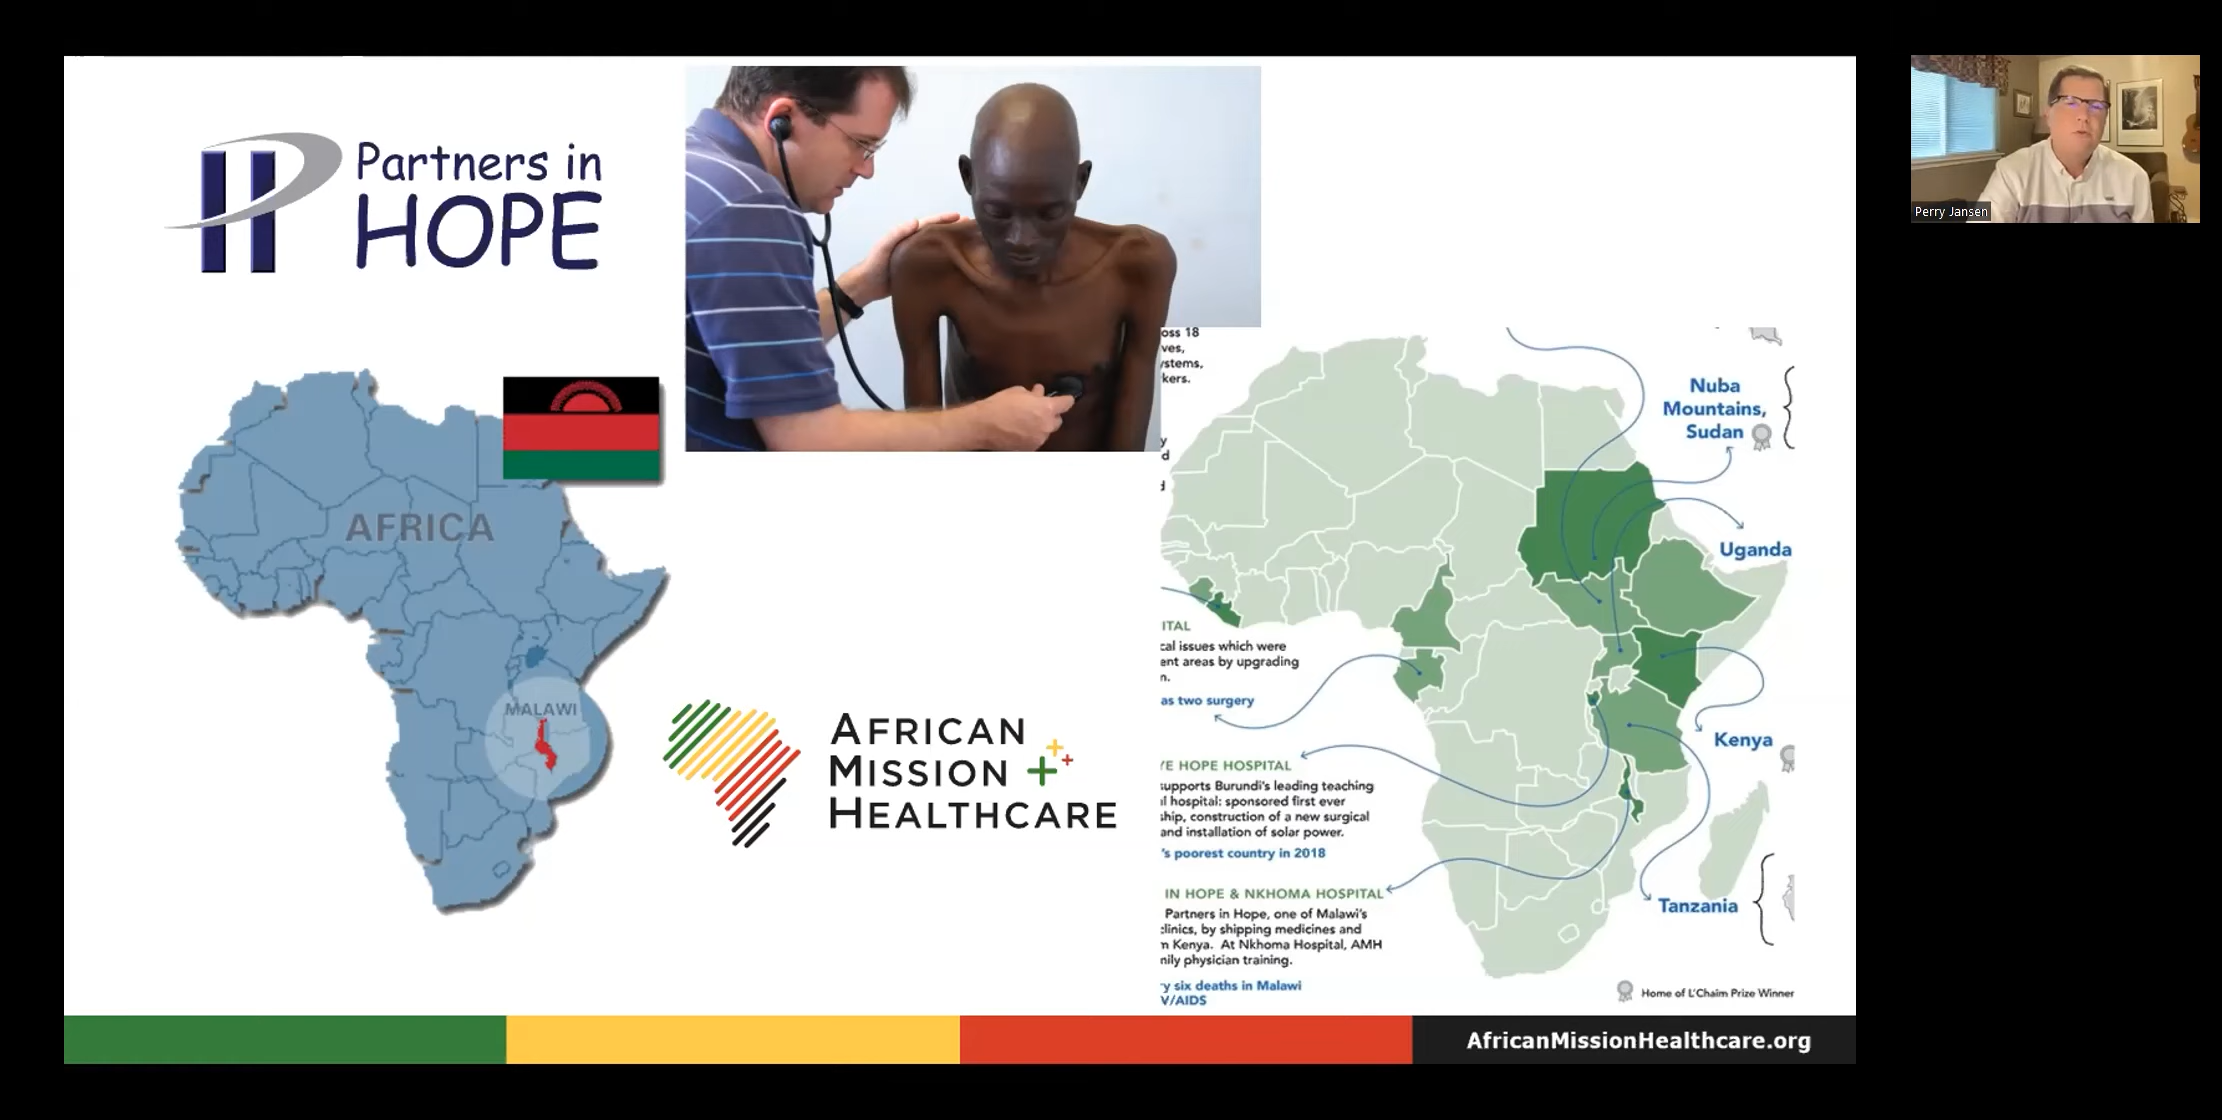 Partners in
HOPE
AFRICA
MALAWI
AFRICAN
MISSION
HEALTHCARE
oss 18
ves,
ystems,
kers.
y
d
d
ITAL
cal issues which were
ent areas by upgrading
n.
as two surgery
YE HOPE HOSPITAL
supports Burundi's leading teaching
al hospital: sponsored first ever
ship, construction of a new surgical
and installation of solar power.
's poorest country in 2018
IN HOPE & NKHOMA HOSPITAL
Partners in Hope, one of Malawi's
clinics, by shipping medicines and
m Kenya. At Nkhoma Hospital, AMH
mily physician training.
ry six deaths in Malawi
V/AIDS
Nuba
Mountains,
Sudan
Uganda
Kenya
Tanzania
Home of L'Chaim Prize Winner
AfricanMissionHealthcare.org
Perry Jansen